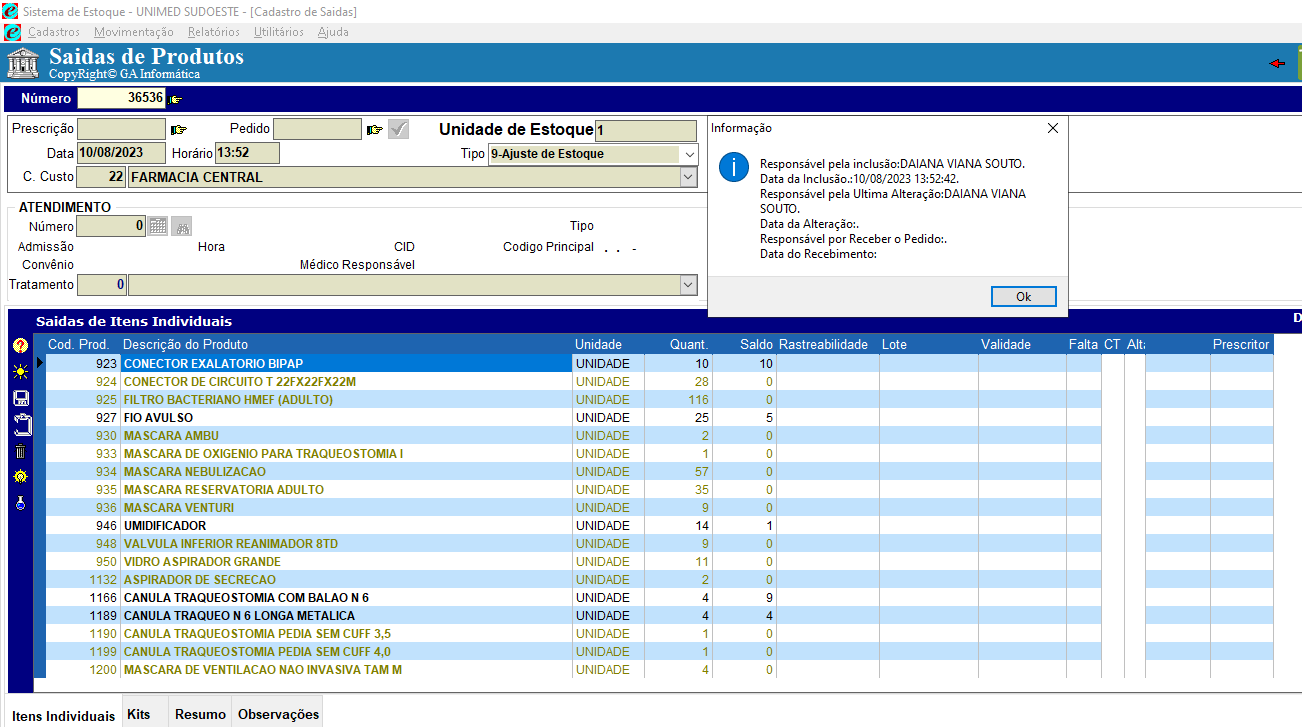 Sistema de Estoque - UNIMED SUDOESTE - [Cadastro de Saidas]
Cadastros Movimentação Relatórios Utilitários Ajuda
Saidas de Produtos
CopyRight© GA Informática
Número 36536
Prescrição Pedido Unidade de Estoque 1
Data 10/08/2023 Horário 13:52 Tipo 9-Ajuste de Estoque
C. Custo 22 FARMACIA CENTRAL
Informação
Responsável pela inclusão:DAIANA VIANA SOUTO.
Data da Inclusão.:10/08/2023 13:52:42.
Responsável pela Ultima Alteração:DAIANA VIANA
SOUTO.
Data da Alteração:.
Responsável por Receber o Pedido:.
Data do Recebimento:
Ok
ATENDIMENTO
Número 0 Tipo
Admissão Hora CID Codigo Principal . . -
Convênio Médico Responsável
Tratamento 0
Saidas de Itens Individuais D
Cod. Prod. Descrição do Produto Unidade Quant. Saldo Rastreabilidade Lote Validade Falta CT Alta Prescritor
923 CONECTOR EXALATORIO BIPAP UNIDADE 10 10
924 CONECTOR DE CIRCUITO T 22FX22FX22M UNIDADE 28 0
925 FILTRO BACTERIANO HMEF (ADULTO) UNIDADE 116 0
927 FIO AVULSO UNIDADE 25 5
930 MASCARA AMBU UNIDADE 2 0
933 MASCARA DE OXIGENIO PARA TRAQUEOSTOMIA I UNIDADE 1 0
934 MASCARA NEBULIZACAO UNIDADE 57 0
935 MASCARA RESERVATORIA ADULTO UNIDADE 35 0
936 MASCARA VENTURI UNIDADE 9 0
946 UMIDIFICADOR UNIDADE 14 1
948 VALVULA INFERIOR REANIMADOR 8TD UNIDADE 9 0
950 VIDRO ASPIRADOR GRANDE UNIDADE 11 0
1132 ASPIRADOR DE SECRECAO UNIDADE 2 0
1166 CANULA TRAQUEOSTOMIA COM BALAO N 6 UNIDADE 4 9
1189 CANULA TRAQUEO N 6 LONGA METALICA UNIDADE 4 4
1190 CANULA TRAQUEOSTOMIA PEDIA SEM CUFF 3,5 UNIDADE 1 0
1199 CANULA TRAQUEOSTOMIA PEDIA SEM CUFF 4,0 UNIDADE 1 0
1200 MASCARA DE VENTILACAO NAO INVASIVA TAM M UNIDADE 4 0
Itens Individuais Kits Resumo Observações